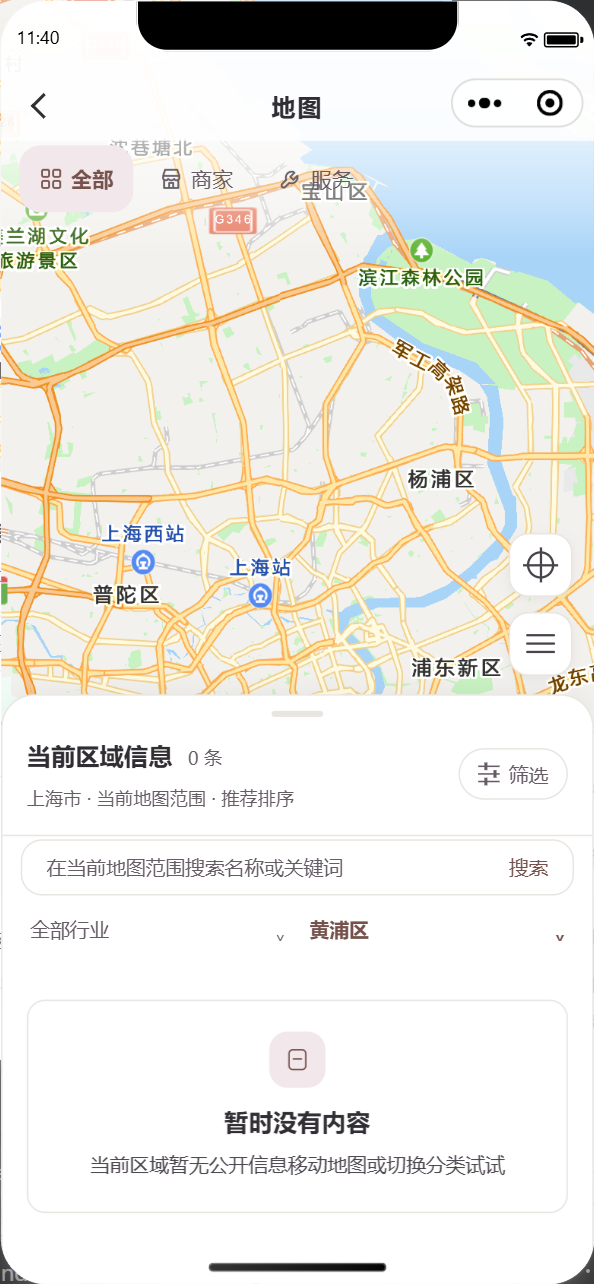 11:40
地图
沈巷塘北
全部
商家
服务
宝山区
G346
美兰湖文化
旅游景区
滨江森林公园
军工高架路
杨浦区
上海西站
上海站
普陀区
浦东新区
龙东高
当前区域信息 0 条
筛选
上海市 · 当前地图范围 · 推荐排序
在当前地图范围搜索名称或关键词
搜索
全部行业
黄浦区
暂时没有内容
当前区域暂无公开信息移动地图或切换分类试试